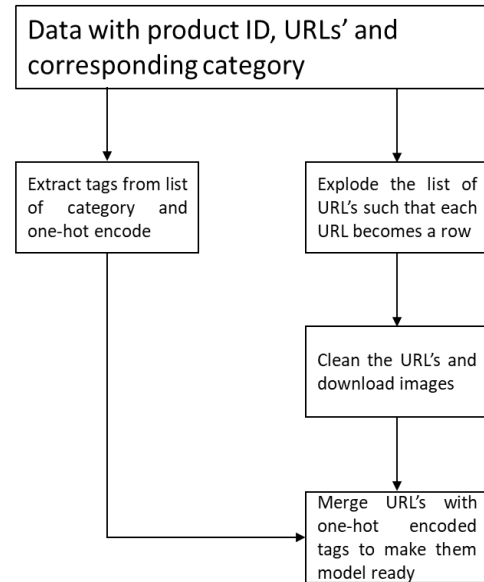 Data with product ID, URLs’ and
corresponding category
Extract tags from list
of category and
one-hot encode
Explode the list of
URL’s such that each
URL becomes a row
Clean the URL’s and
download images
Merge URL’s with
one-hot encoded
tags to make them
model ready